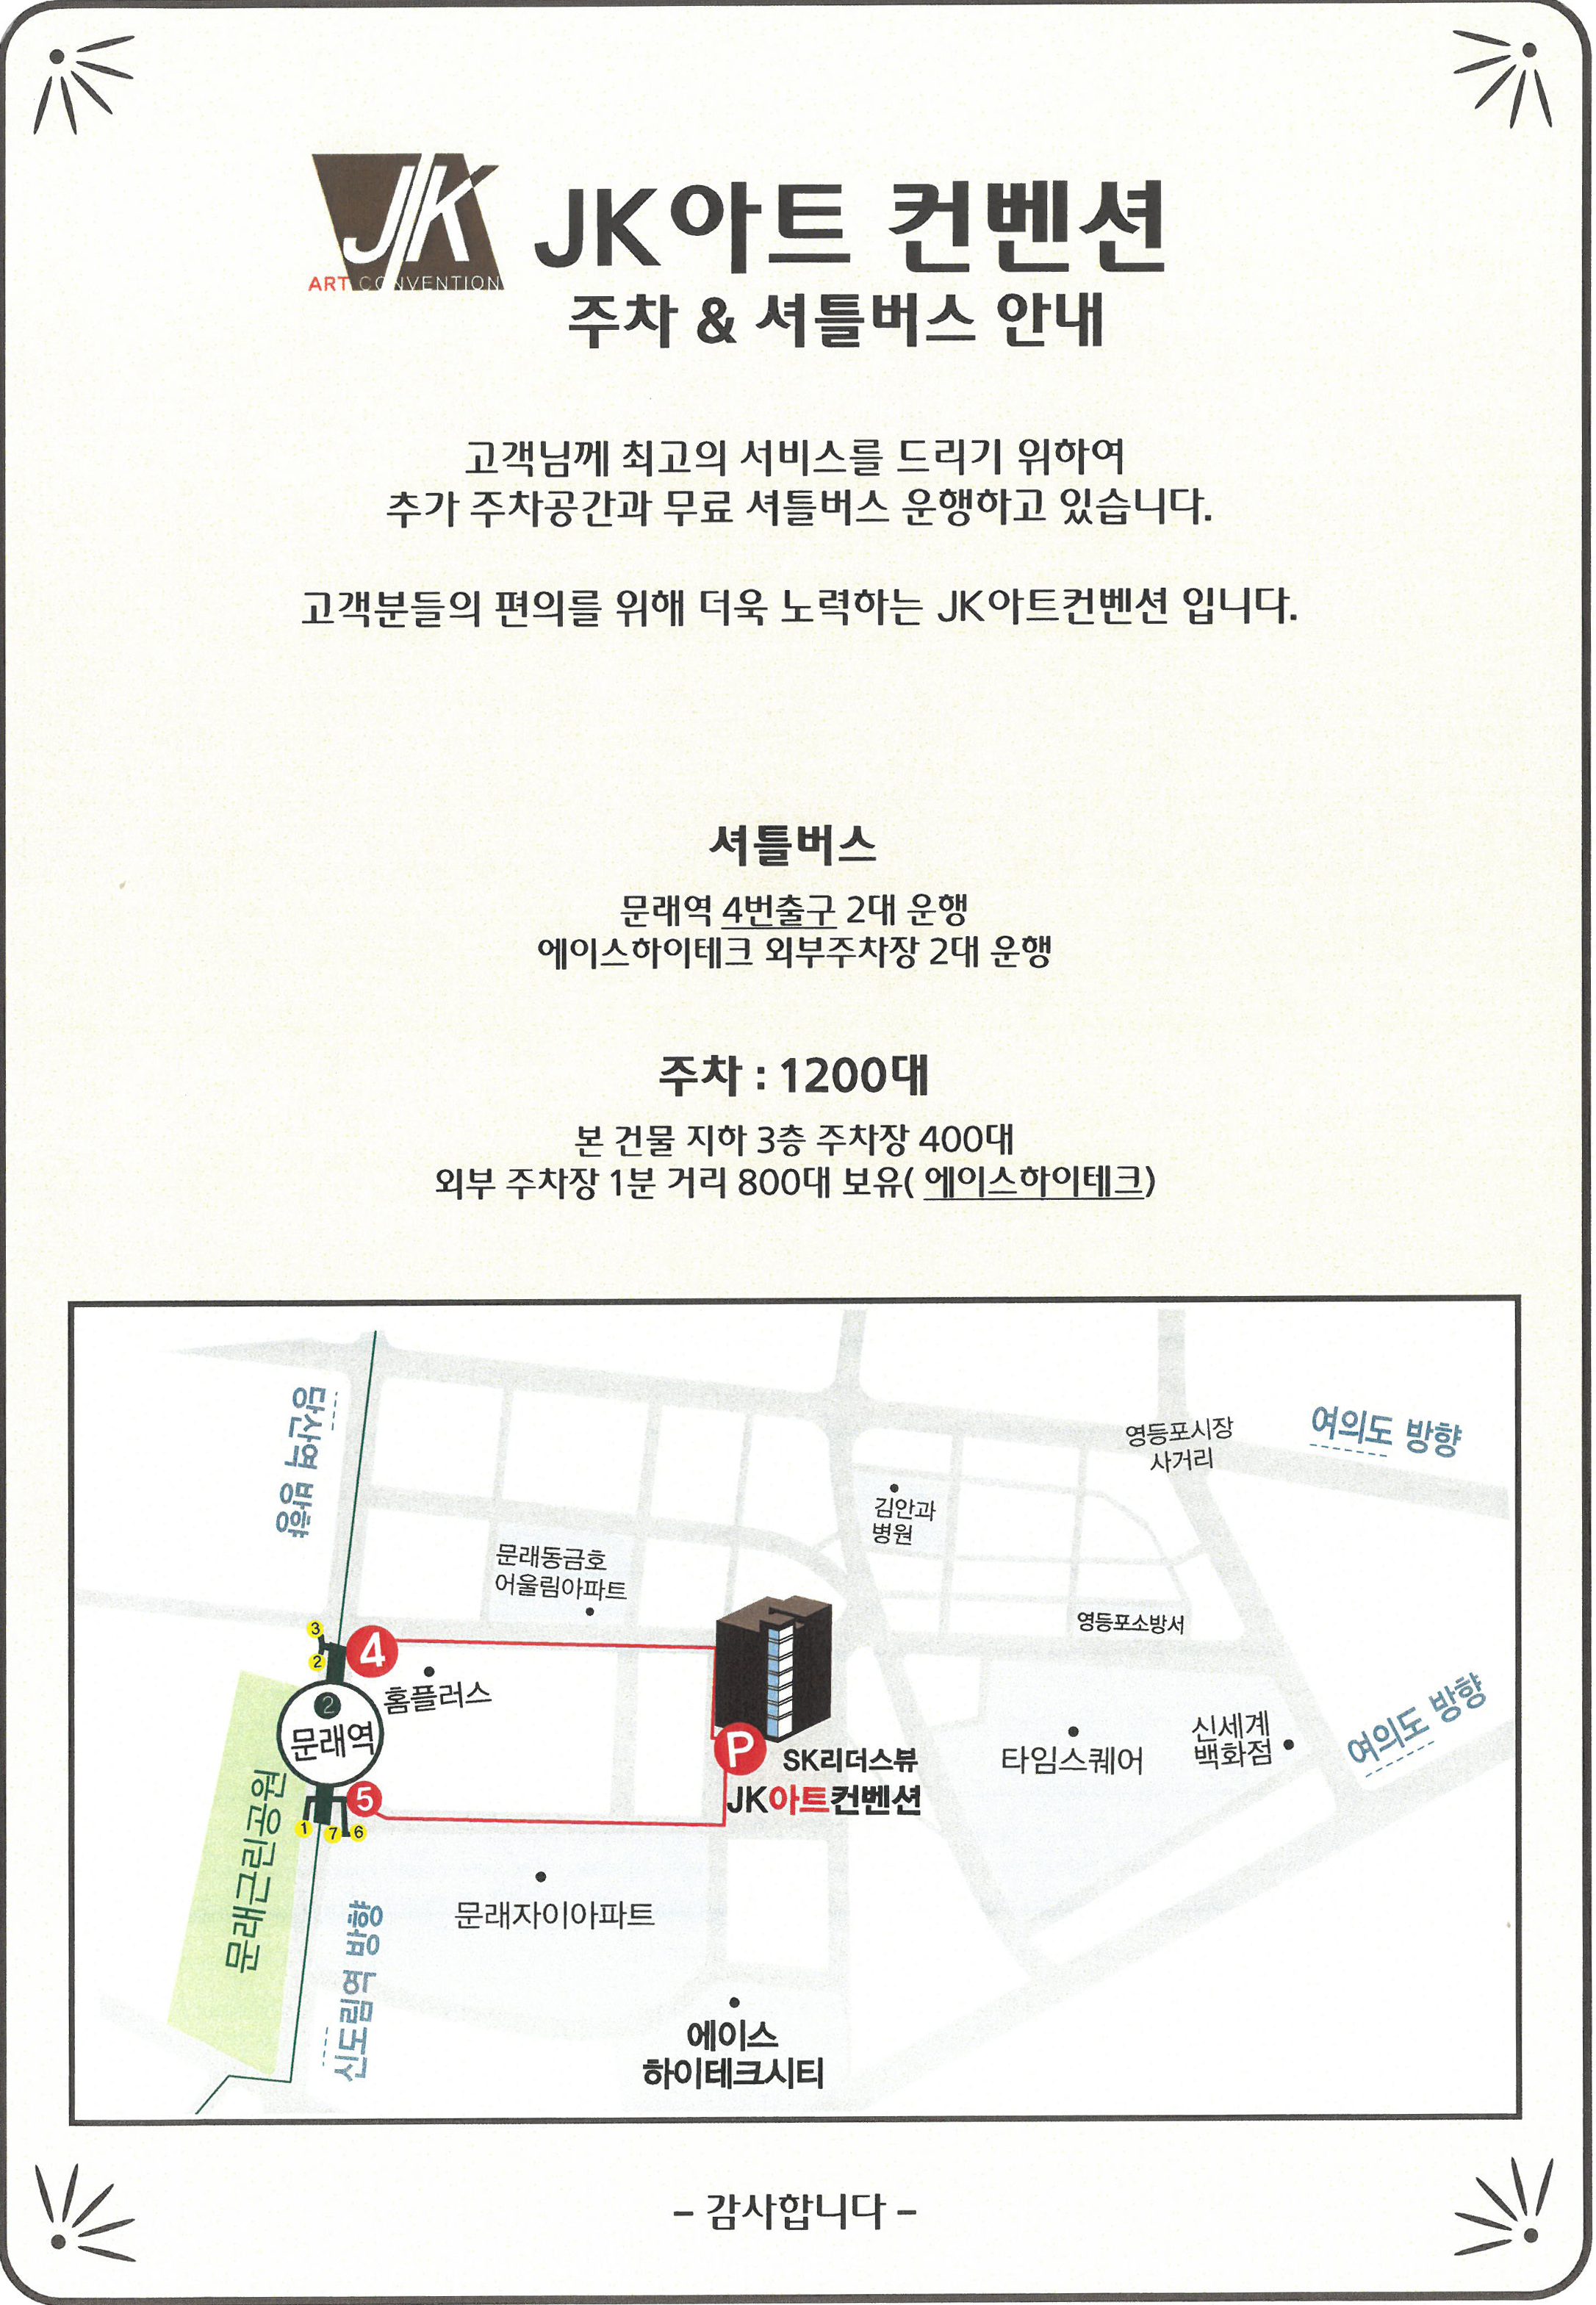 JK
ART CONVENTION
JK아트 컨벤션
주차 & 셔틀버스 안내
고객님께 최고의 서비스를 드리기 위하여
추가 주차공간과 무료 셔틀버스 운행하고 있습니다.
고객분들의 편의를 위해 더욱 노력하는 JK아트컨벤션 입니다.
셔틀버스
문래역 4번출구 2대 운행
에이스하이테크 외부주차장 2대 운행
주차 : 1200대
본 건물 지하 3층 주차장 400대
외부 주차장 1분 거리 800대 보유( 에이스하이테크)
당산역 방향
영등포시장
사거리
여의도 방향
김안과
병원
문래동금호
어울림아파트
영등포소방서
3
2
4
홈플러스
2
문래역
P
SK리더스뷰
JK아트컨벤션
타임스퀘어
신세계
백화점
여의도 방향
5
1
7
6
문래근린공원
문래자이아파트
신도림역 방향
에이스
하이테크시티
- 감사합니다 -